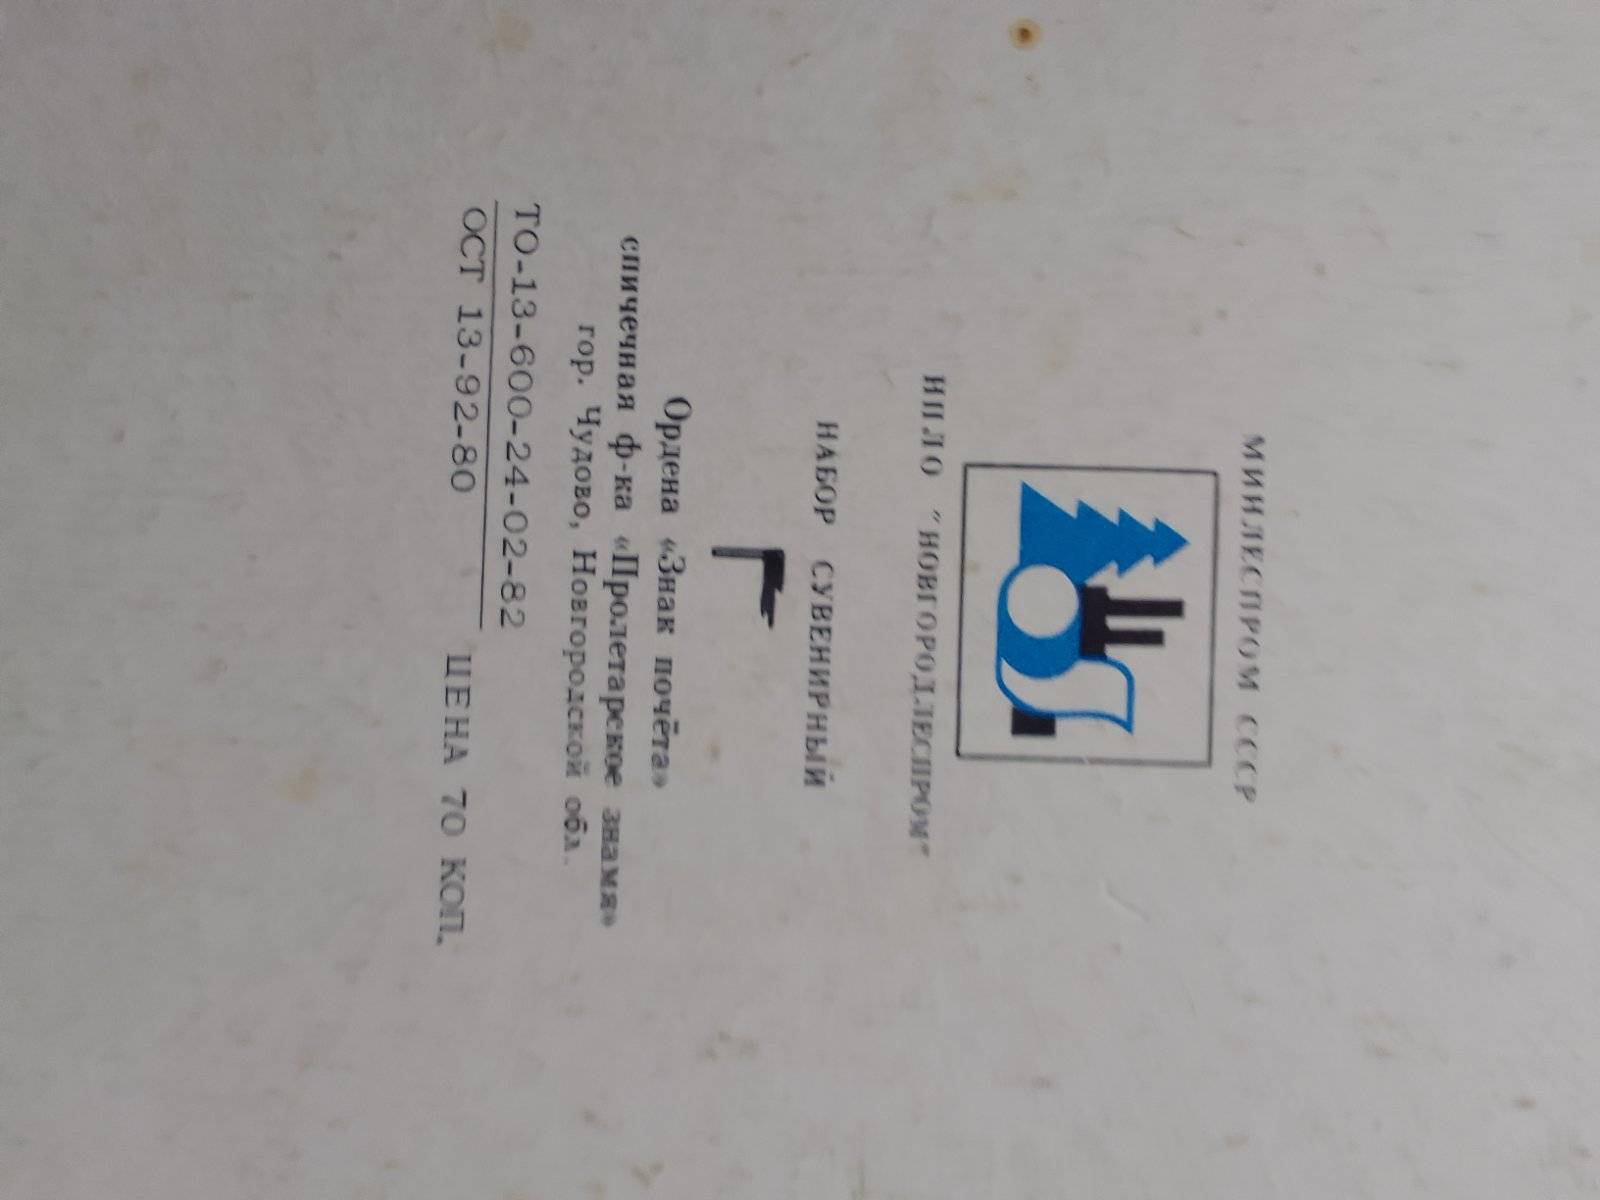 МИНЛЕСПРОМ СССР
НПЛО "НОВГОРОДЛЕСПРОМ"
НАБОР СУВЕНИРНЫЙ
Ордена «Знак почёта»
спичечная ф-ка «Пролетарское знамя»
гор. Чудово, Новгородской обл.
ТО-13-600-24-02-82
ОСТ 13-92-80 ЦЕНА 70 КОП.